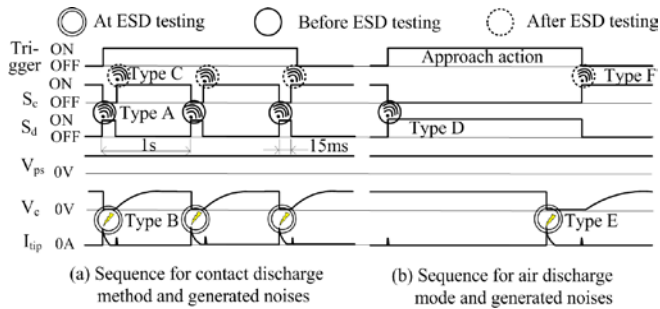 At ESD testing Before ESD testing After ESD testing
Tri-
gger
ON
OFF
Type C
Approach action
Type F
Sc
ON
OFF
Type A
Sd
ON
OFF
Type D
1s
15ms
Vps 0V
Vc 0V
Type B
Type E
Itip 0A
(a) Sequence for contact discharge
method and generated noises
(b) Sequence for air discharge
mode and generated noises